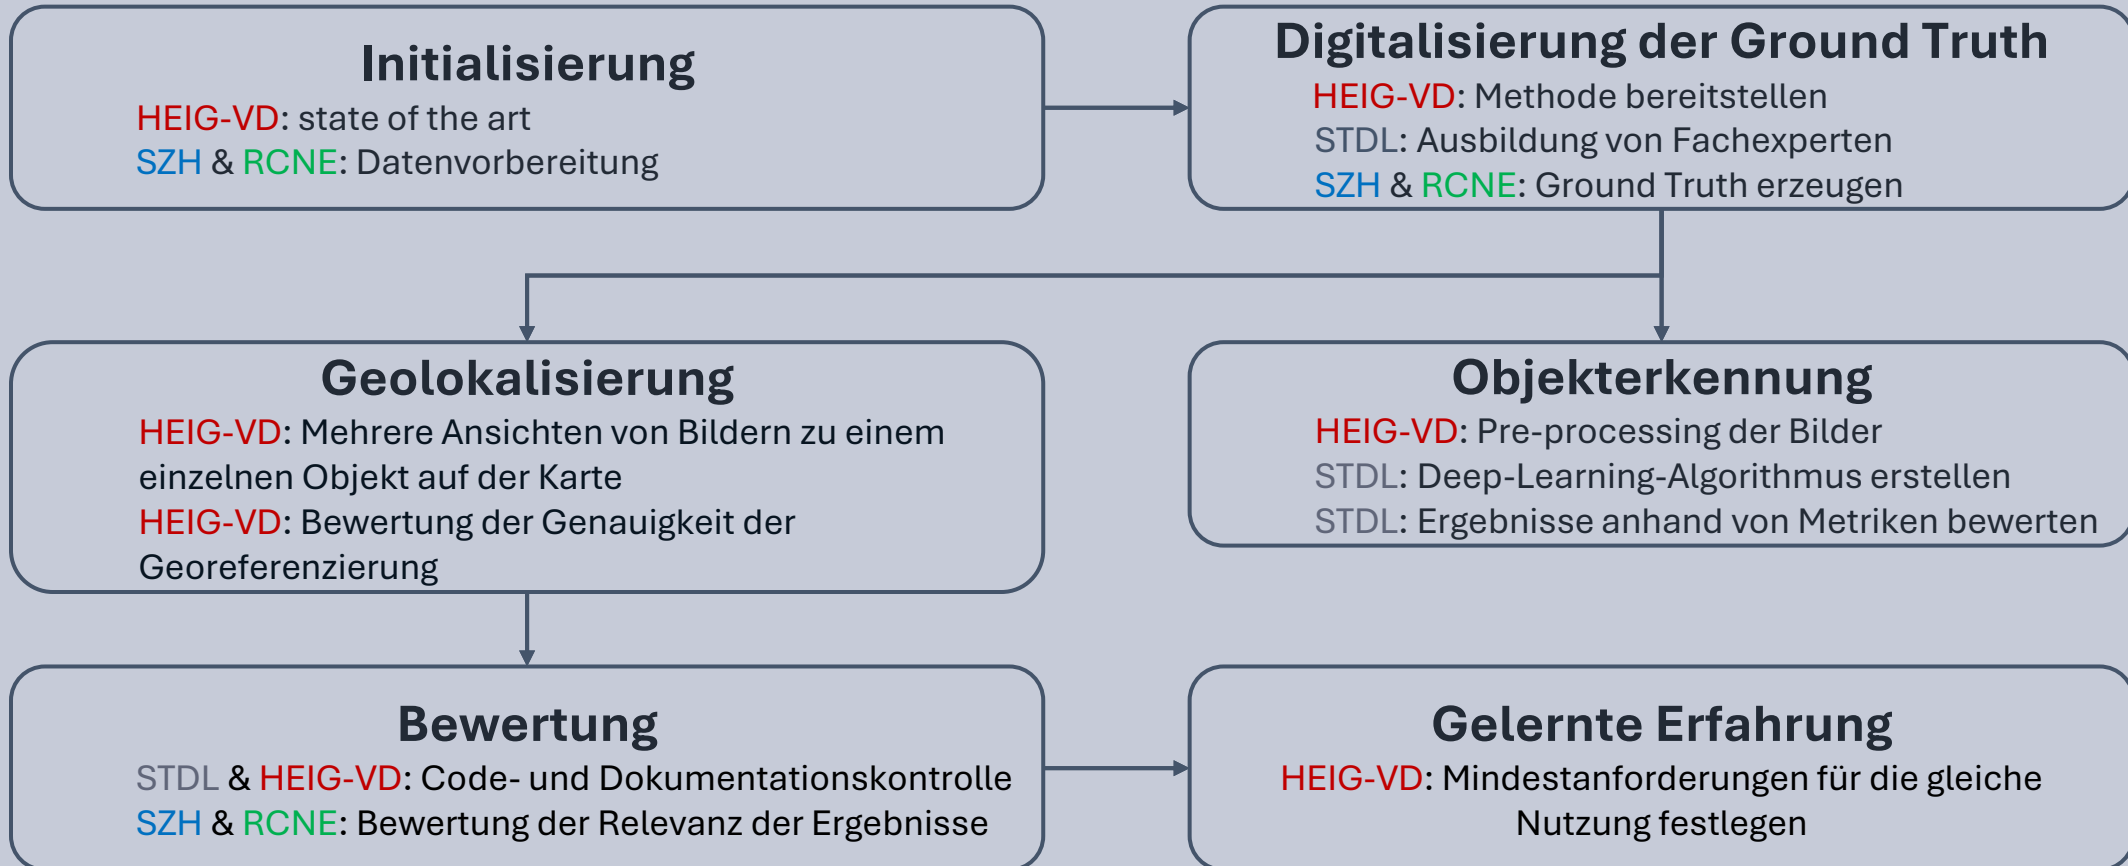 Initialisierung
HEIG-VD: state of the art
SZH & RCNE: Datenvorbereitung
Digitalisierung der Ground Truth
HEIG-VD: Methode bereitstellen
STDL: Ausbildung von Fachexperten
SZH & RCNE: Ground Truth erzeugen
Geolokalisierung
HEIG-VD: Mehrere Ansichten von Bildern zu einem
einzelnen Objekt auf der Karte
HEIG-VD: Bewertung der Genauigkeit der
Georeferenzierung
Objekterkennung
HEIG-VD: Pre-processing der Bilder
STDL: Deep-Learning-Algorithmus erstellen
STDL: Ergebnisse anhand von Metriken bewerten
Bewertung
STDL & HEIG-VD: Code- und Dokumentationskontrolle
SZH & RCNE: Bewertung der Relevanz der Ergebnisse
Gelernte Erfahrung
HEIG-VD: Mindestanforderungen für die gleiche
Nutzung festlegen